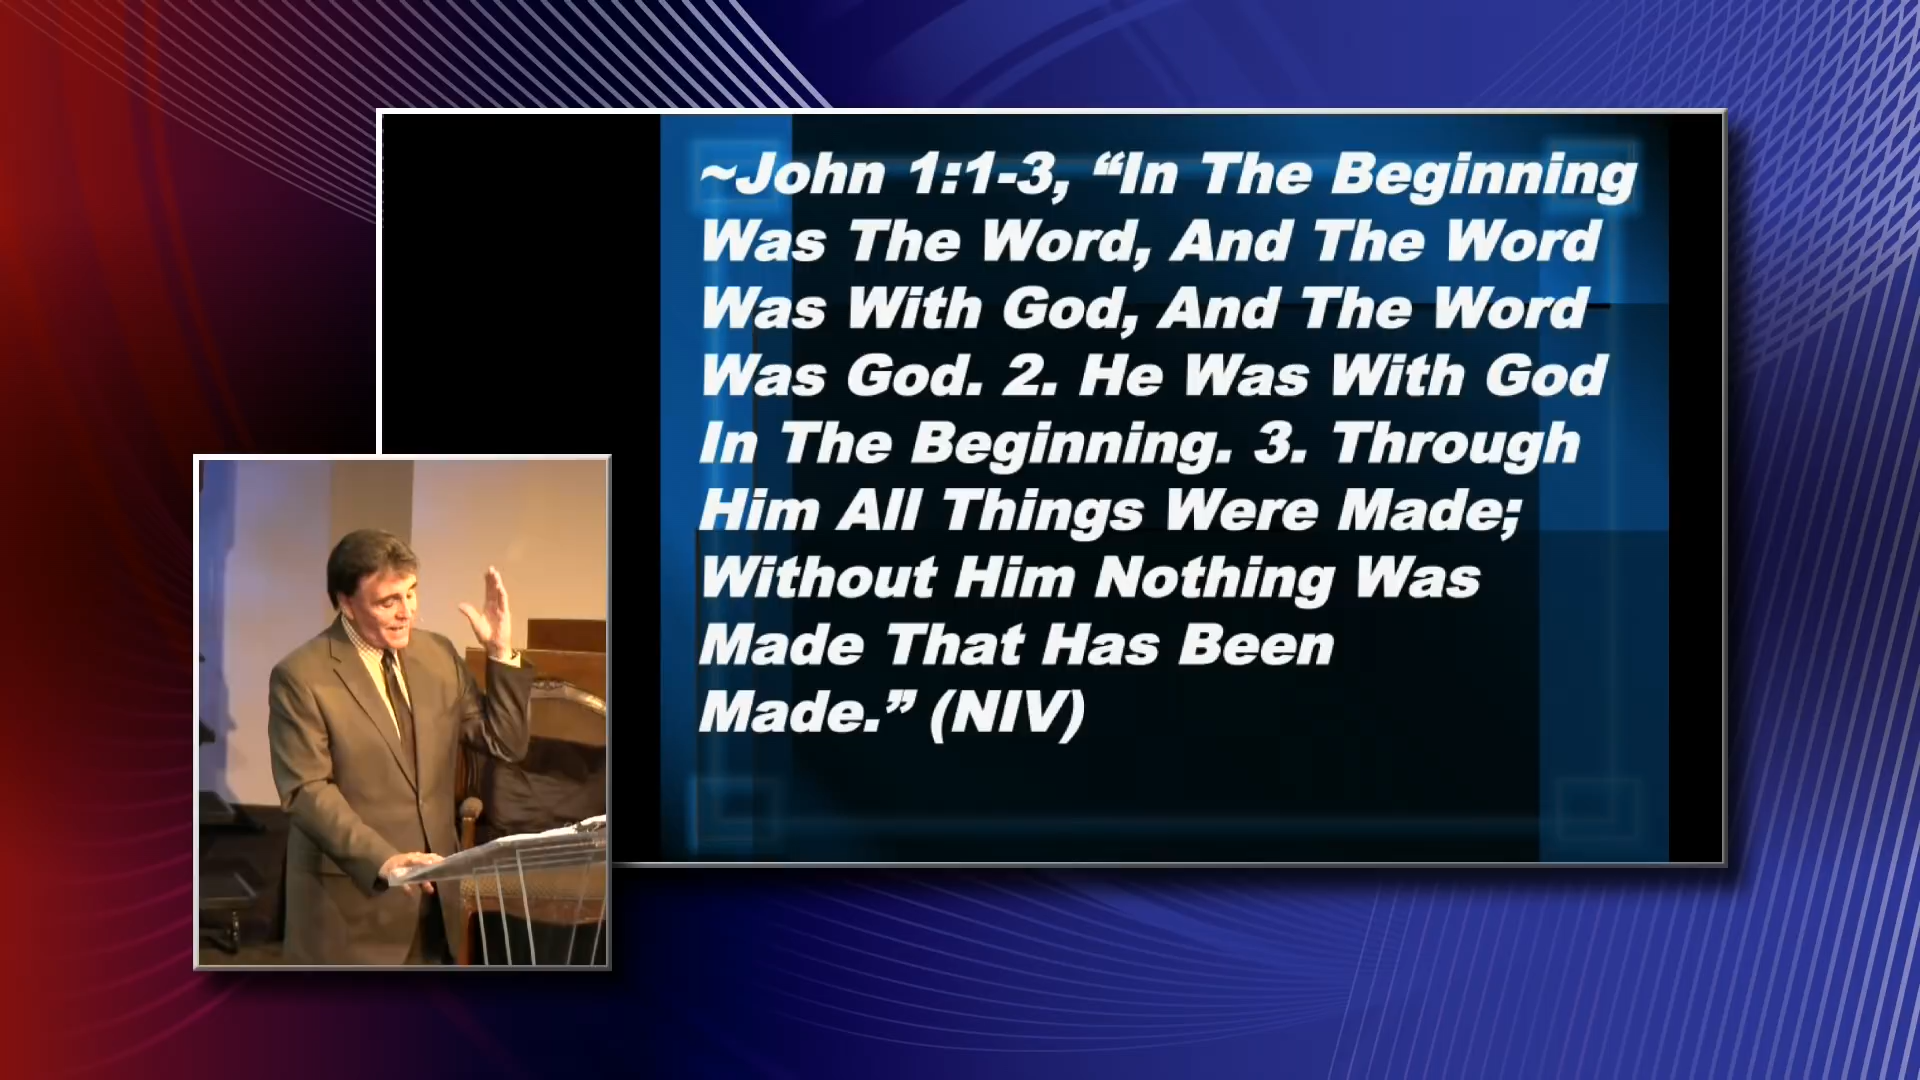 ~John 1:1-3, “In The Beginning
Was The Word, And The Word
Was With God, And The Word
Was God. 2. He Was With God
In The Beginning. 3. Through
Him All Things Were Made;
Without Him Nothing Was
Made That Has Been
Made.” (NIV)